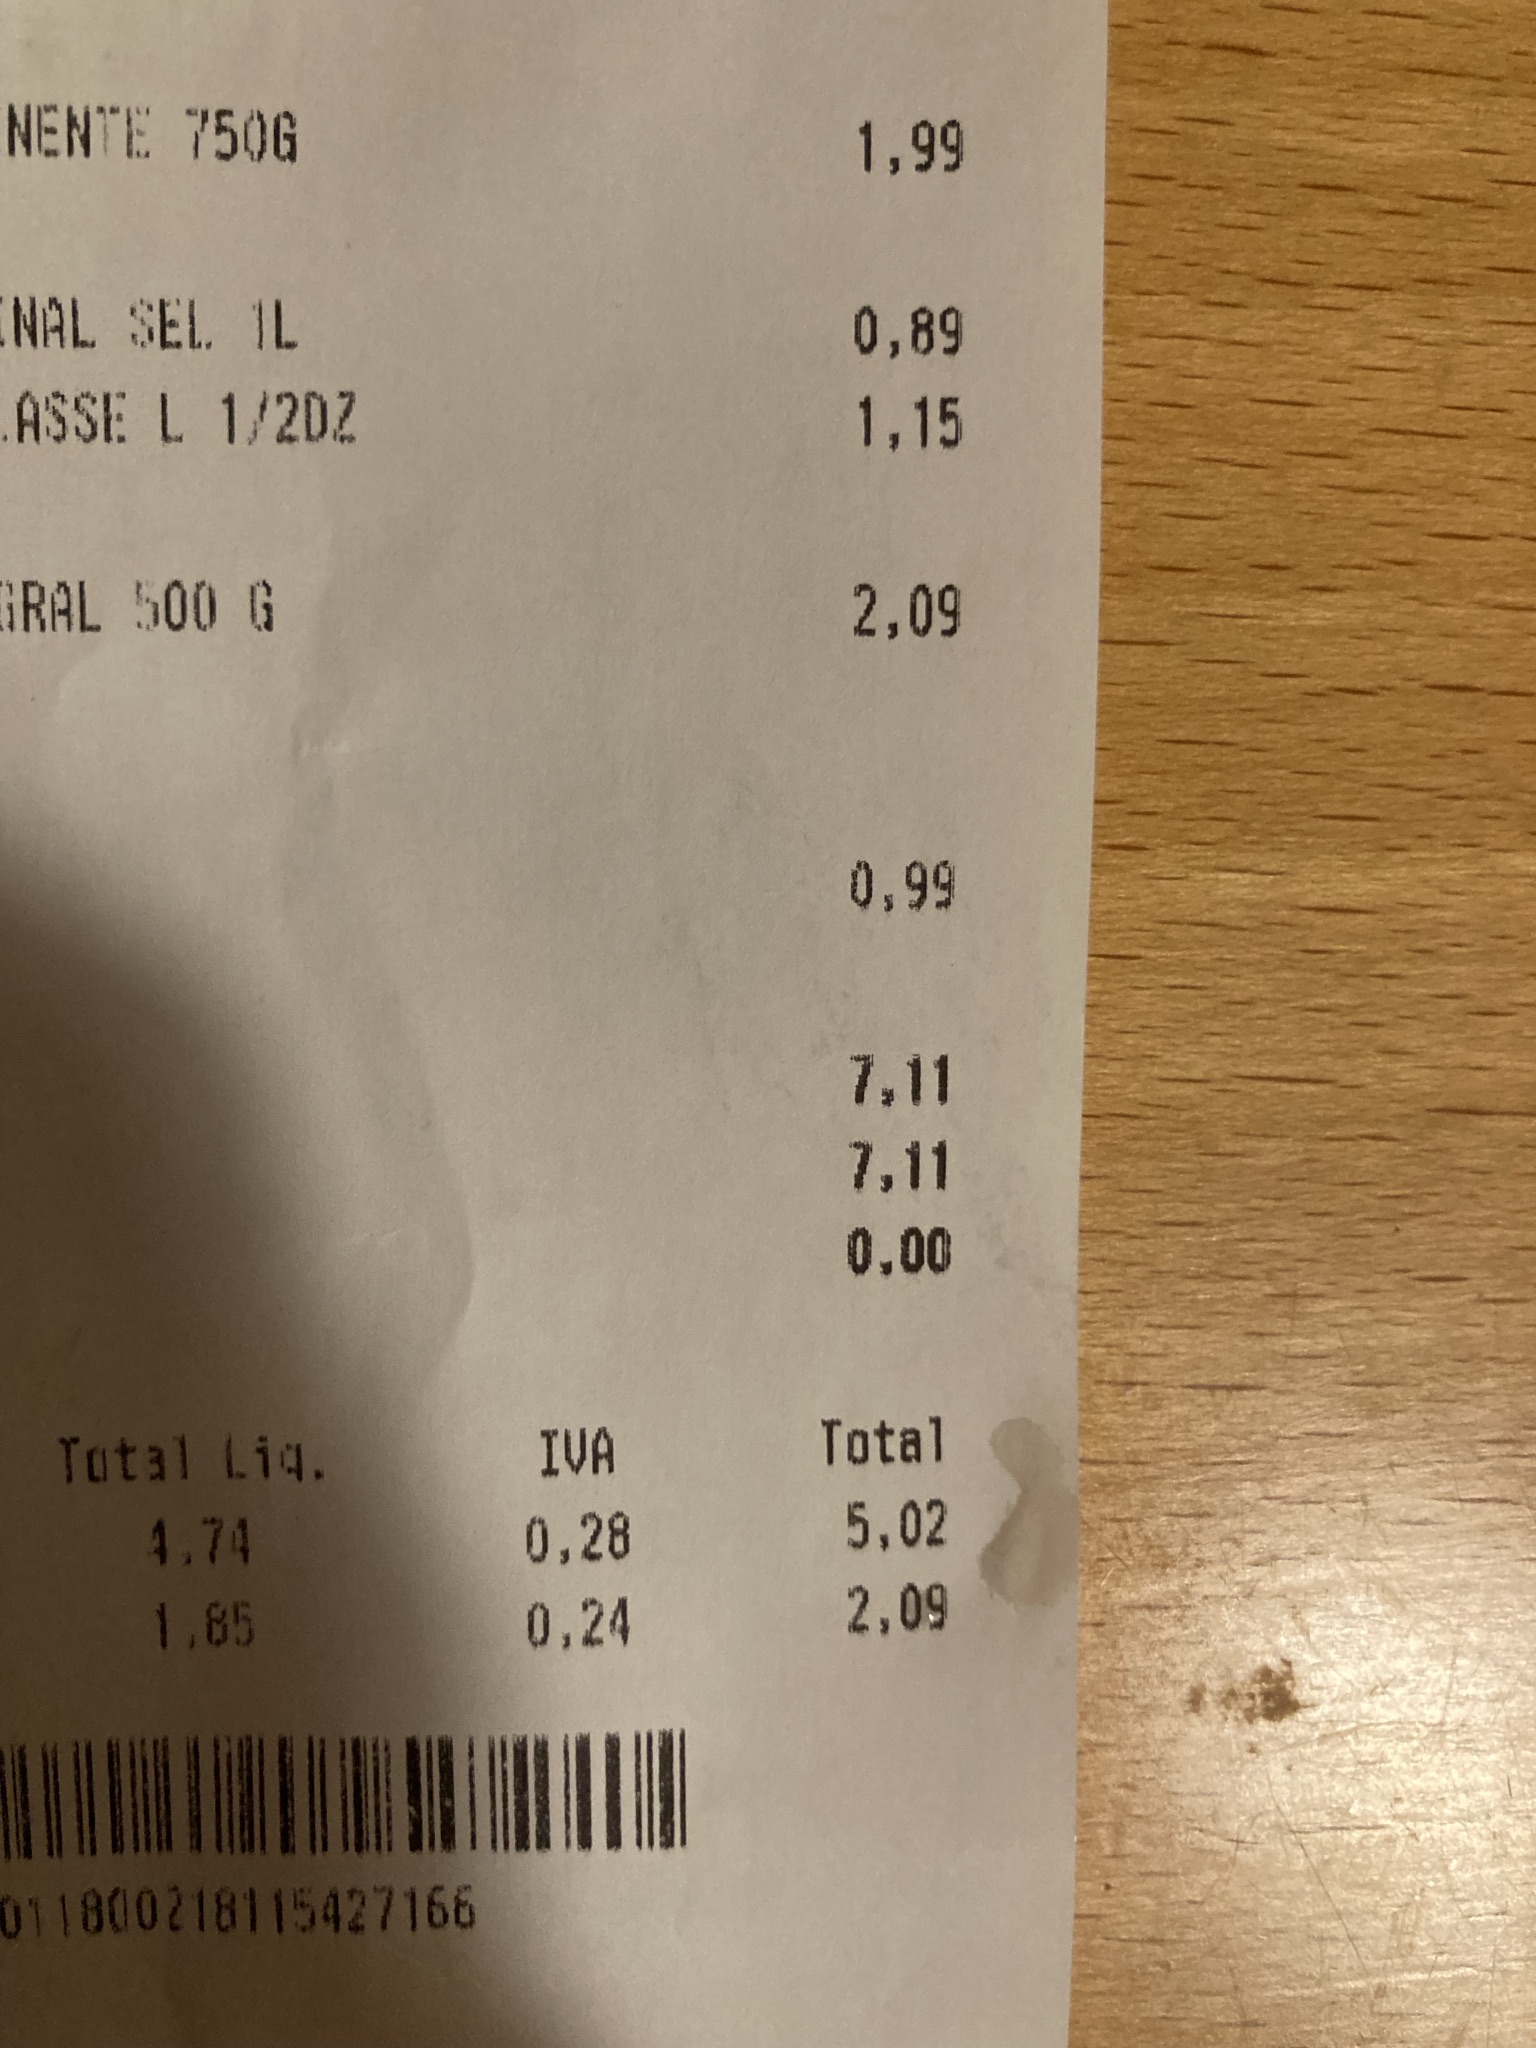 NENTE 750G 1,99
NAL SEL 1L 0,89
LASSE L 1/2DZ 1,15
GRAL 500 G 2,09
0,99
7,11
7,11
0,00
Total Liq. IVA Total
4,74 0,28 5,02
1,85 0,24 2,09
011800218115427166